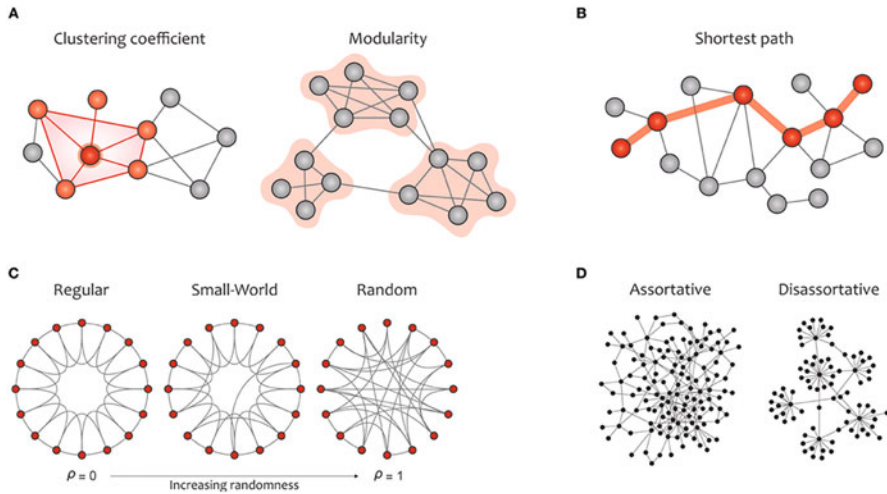 A
Clustering coefficient
Modularity
B
Shortest path
C
Regular
Small-World
Random
ρ = 0
Increasing randomness
ρ = 1
D
Assortative
Disassortative